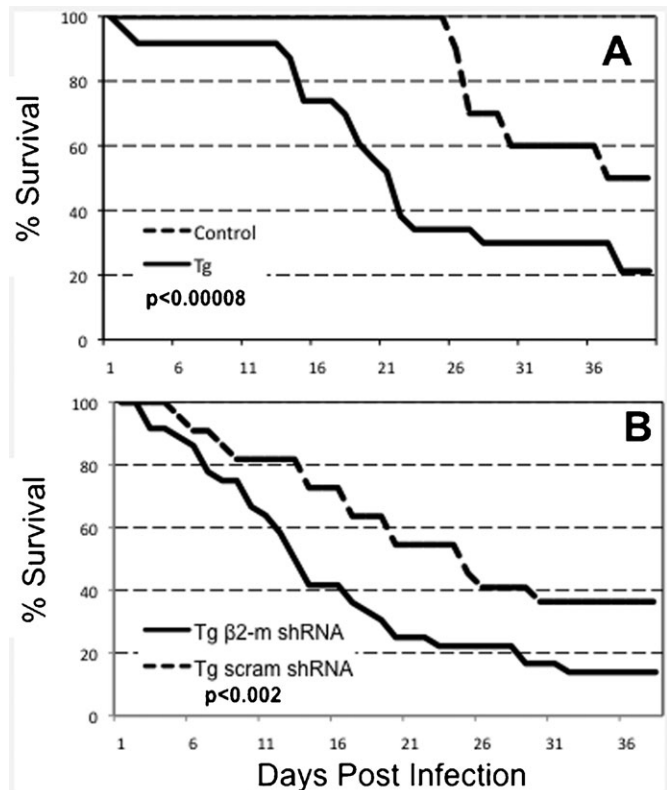 100
A
80
% Survival
60
40
Control
Tg
20
p<0.00008
0
1 6 11 16 21 26 31 36
100
B
80
% Survival
60
40
Tg β2-m shRNA
20
Tg scram shRNA
p<0.002
0
1 6 11 16 21 26 31 36
Days Post Infection